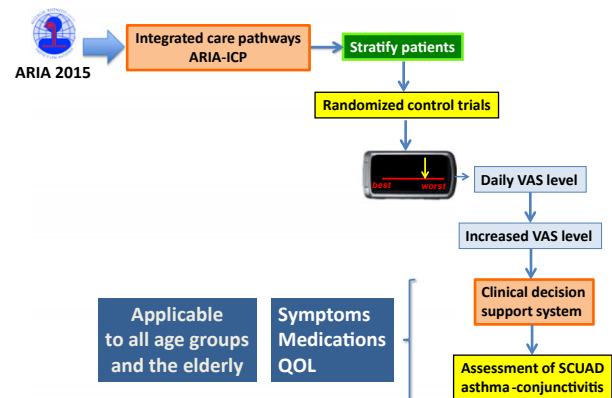 ARIA 2015
Integrated care pathways
ARIA-ICP
Stratify patients
Randomized control trials
best worst
Daily VAS level
Increased VAS level
Clinical decision
support system
Applicable
to all age groups
and the elderly
Symptoms
Medications
QOL
Assessment of SCUAD
asthma-conjunctivitis